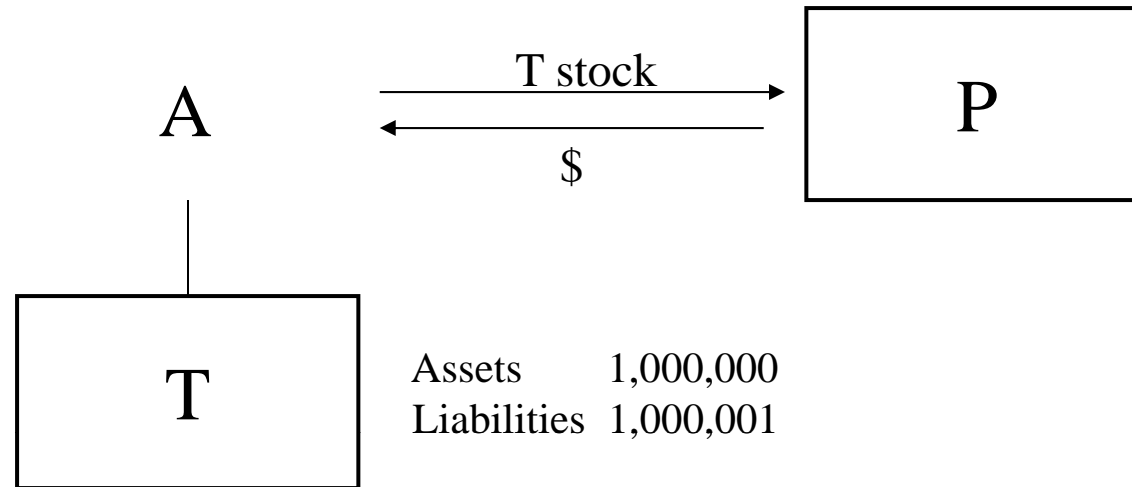 T stock
A
P
$
T
Assets 1,000,000
Liabilities 1,000,001